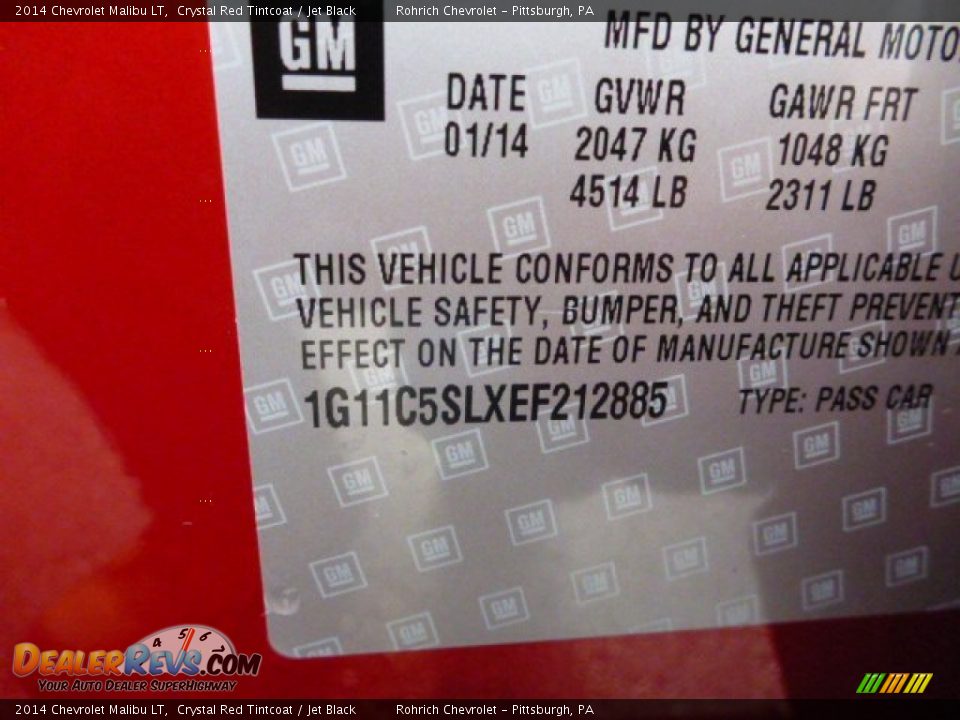 2014 Chevrolet Malibu LT, Crystal Red Tintcoat / Jet Black Rohrich Chevrolet - Pittsburgh, PA
GM
MFD BY GENERAL
DATE GVWR GAWR FRT
01/14 2047 KG 1048 KG
4514 LB 2311 LB
THIS VEHICLE CONFORMS TO ALL APPLICABLE
VEHICLE SAFETY, BUMPER, AND THEFT
EFFECT ON THE DATE OF MANUFACTURE SHOWN
1G11C5SLXEF212885 TYPE: PASS CAR
4 5 6
DEALERREVS.COM
YOUR AUTO DEALER SUPERHIGHWAY
2014 Chevrolet Malibu LT, Crystal Red Tintcoat / Jet Black Rohrich Chevrolet - Pittsburgh, PA